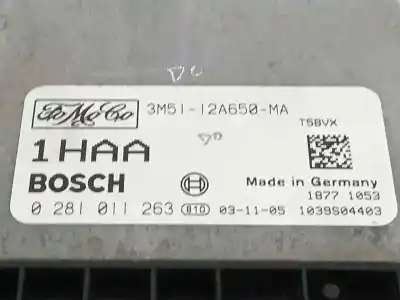 FoMoCo 3M51-12A650-MA
T5BVX
1HAA
BOSCH
Made in Germany
1877 1053
0 281 011 263 B10 03-11-05 1039S04403